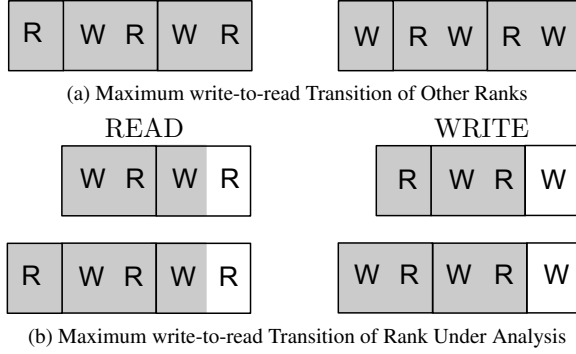 R W R W R W R W R W
(a) Maximum write-to-read Transition of Other Ranks
READ WRITE
W R W R R W R W
R W R W R W R W R W
(b) Maximum write-to-read Transition of Rank Under Analysis